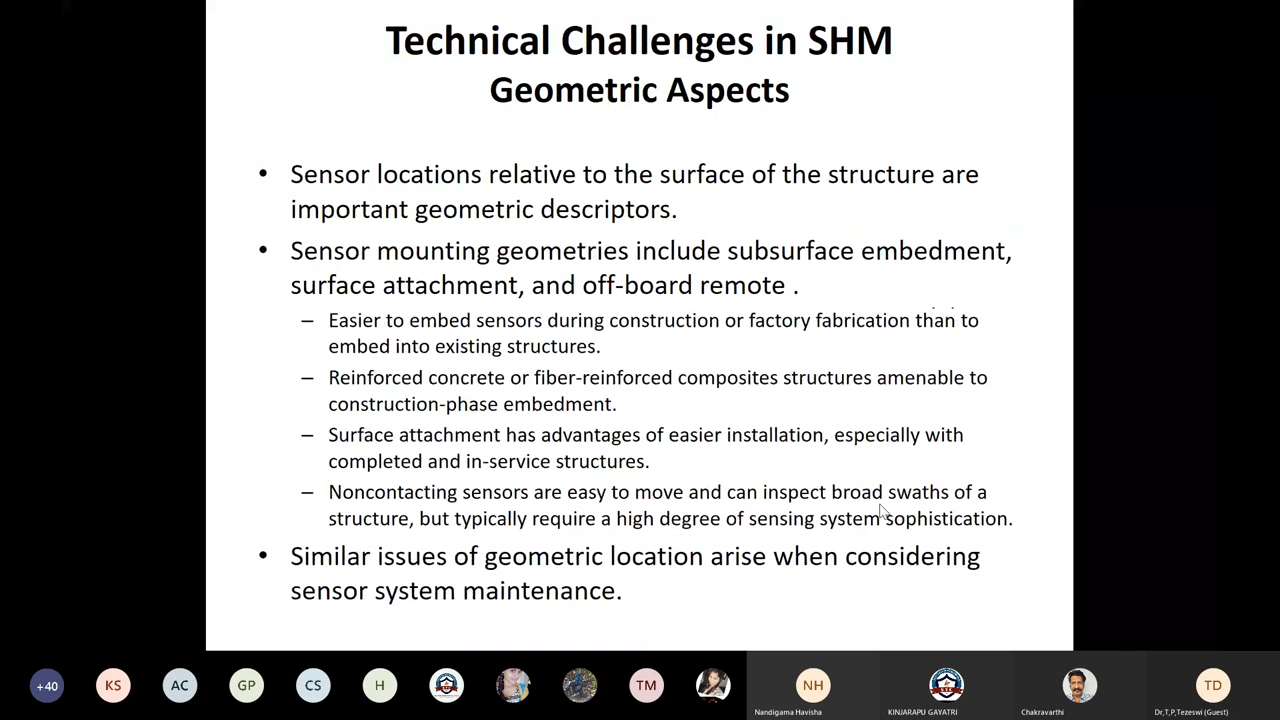 Technical Challenges in SHM
Geometric Aspects
• Sensor locations relative to the surface of the structure are
important geometric descriptors.
• Sensor mounting geometries include subsurface embedment,
surface attachment, and off-board remote .
– Easier to embed sensors during construction or factory fabrication than to
embed into existing structures.
– Reinforced concrete or fiber-reinforced composites structures amenable to
construction-phase embedment.
– Surface attachment has advantages of easier installation, especially with
completed and in-service structures.
– Noncontacting sensors are easy to move and can inspect broad swaths of a
structure, but typically require a high degree of sensing system sophistication.
• Similar issues of geometric location arise when considering
sensor system maintenance.
+40 KS AC GP CS H TM NH TD
Nandigama Havisha KINJARAPU GAYATRI Chakravarthi Dr,T,P,Tezeswi (Guest)